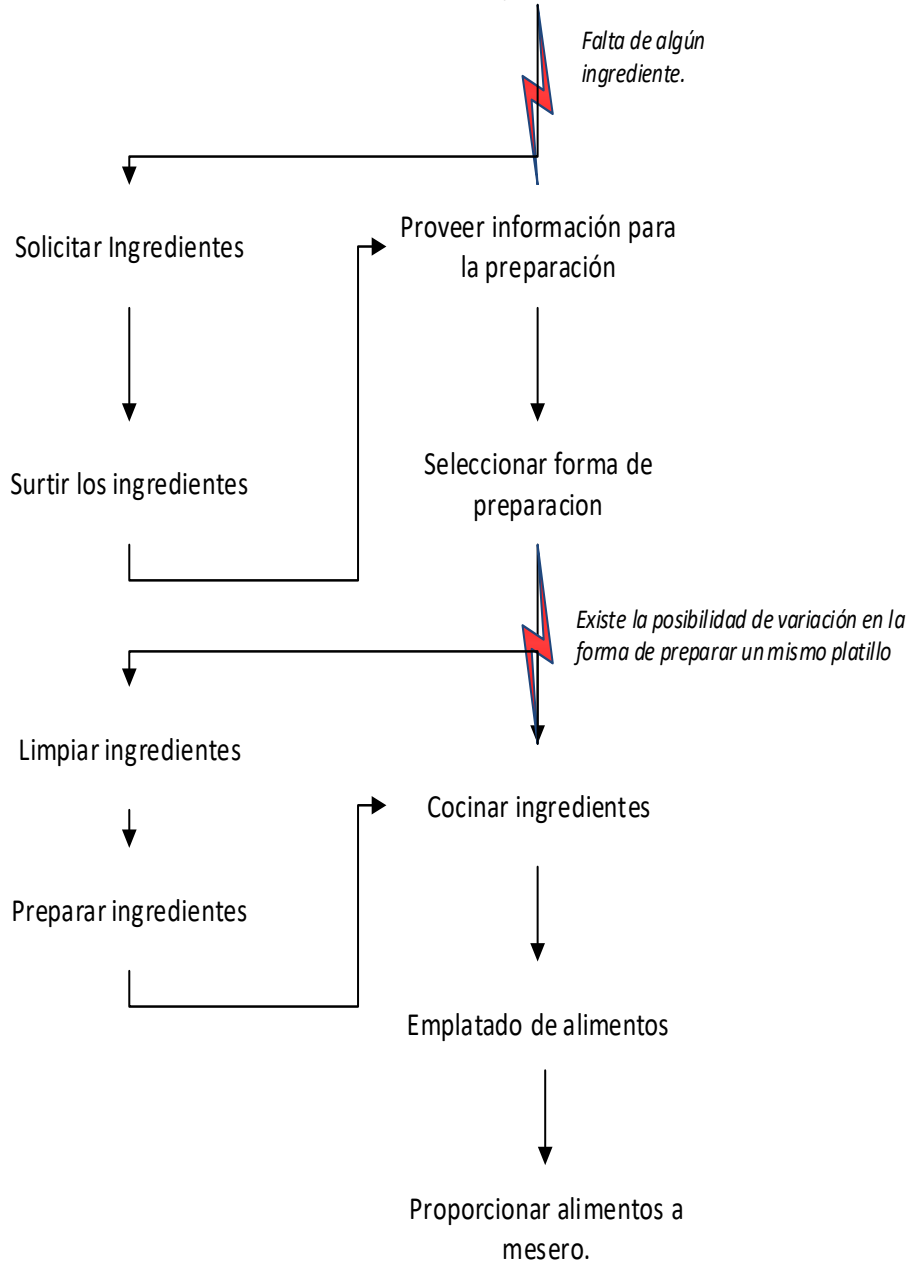 Falta de algún
ingrediente.
Solicitar Ingredientes
Proveer información para
la preparación
Surtir los ingredientes
Seleccionar forma de
preparacion
Existe la posibilidad de variación en la
forma de preparar un mismo platillo
Limpiar ingredientes
Cocinar ingredientes
Preparar ingredientes
Emplatado de alimentos
Proporcionar alimentos a
mesero.